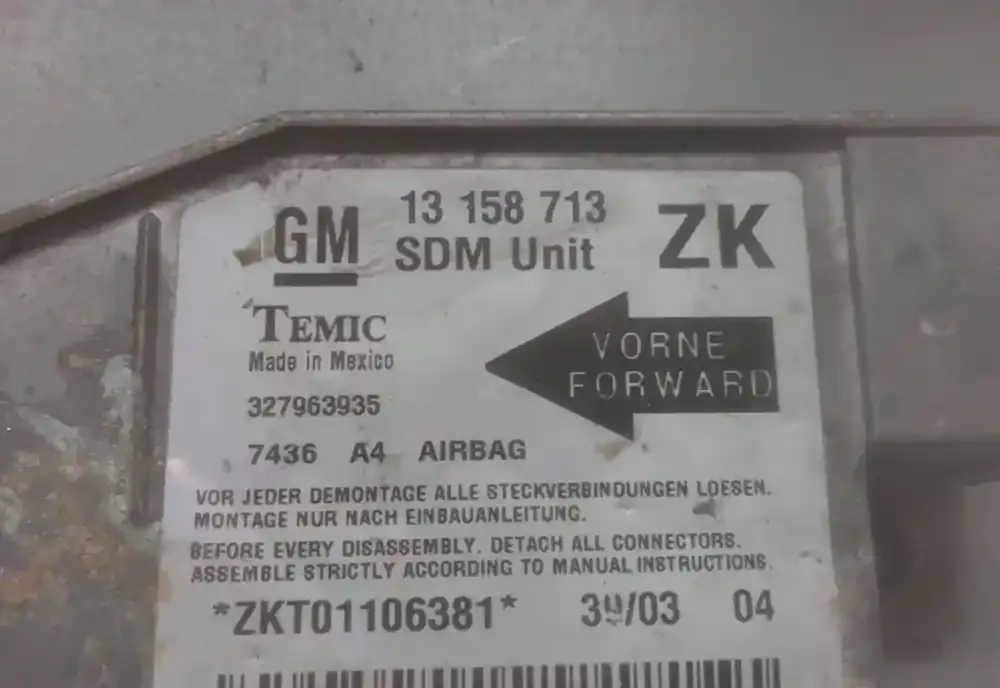 GM 13 158 713 ZK
SDM Unit
TEMIC
Made in Mexico
VORNE
FORWARD
327963935
7436 A4 AIRBAG
VOR JEDER DEMONTAGE ALLE STECKVERBINDUNGEN LOESEN.
MONTAGE NUR NACH EINBAUANLEITUNG.
BEFORE EVERY DISASSEMBLY. DETACH ALL CONNECTORS.
ASSEMBLE STRICTLY ACCORDING TO MANUAL INSTRUCTIONS.
*ZKT01106381* 39/03 04